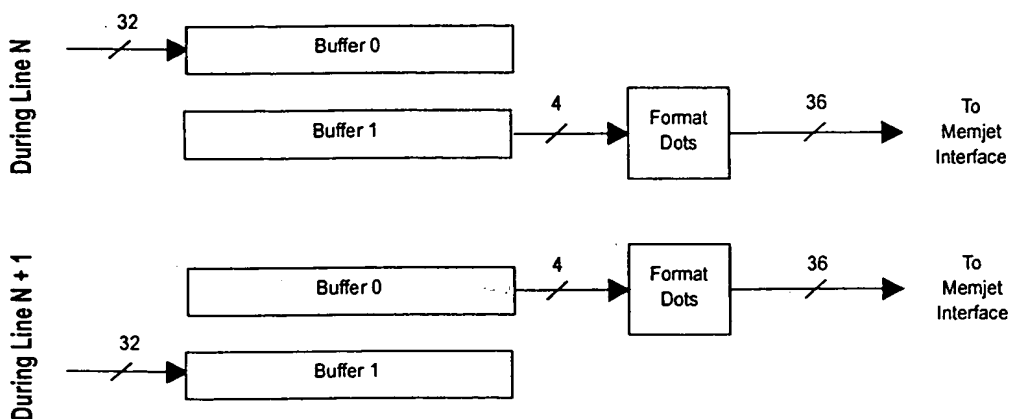 During Line N
32
Buffer 0
Buffer 1
4
Format
Dots
36
To
Memjet
Interface
During Line N + 1
Buffer 0
4
Format
Dots
36
To
Memjet
Interface
32
Buffer 1